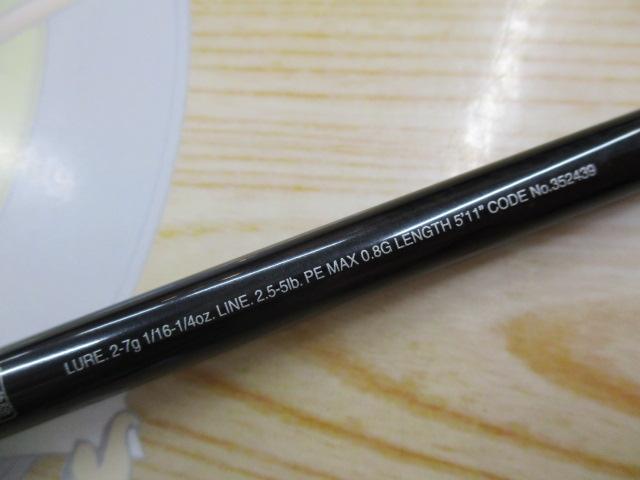 LURE. 2-7g 1/16-1/4oz. LINE. 2.5-5lb. PE MAX 0.8G LENGTH 5'11" CODE No.352439